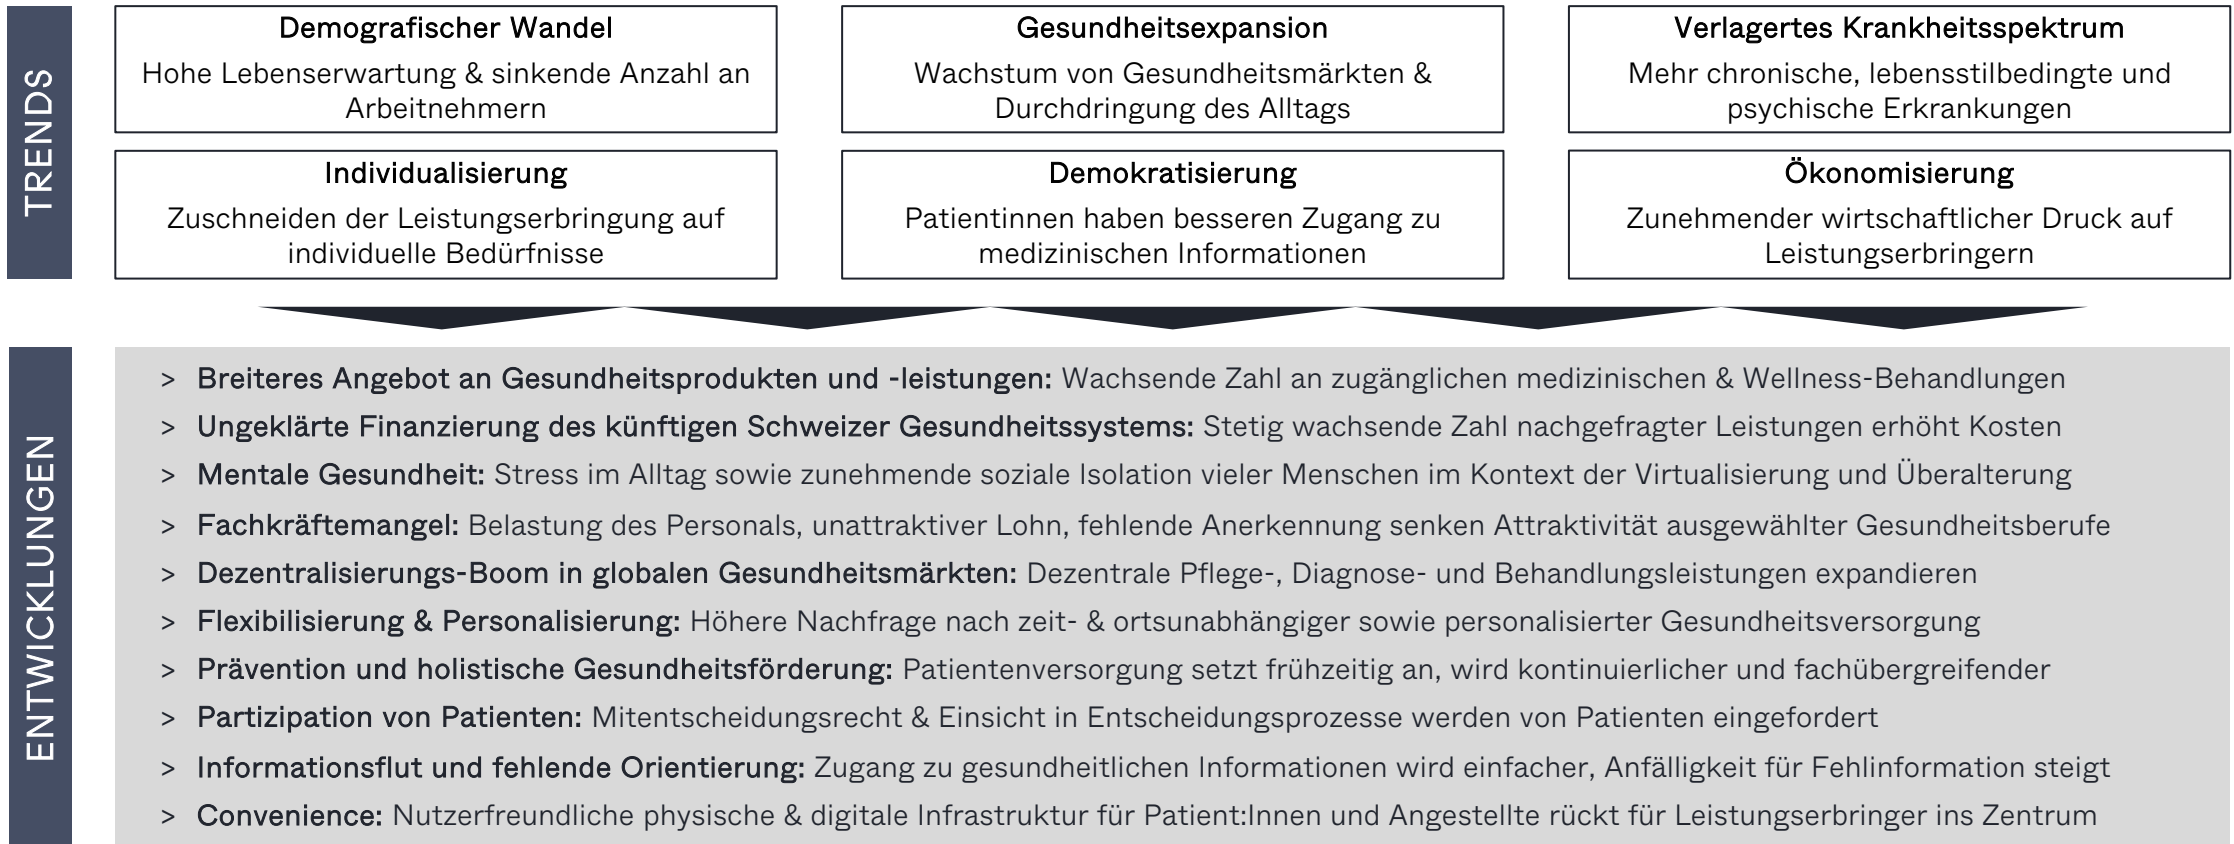 TRENDS
Demografischer Wandel
Hohe Lebenserwartung & sinkende Anzahl an
Arbeitnehmern
Gesundheitsexpansion
Wachstum von Gesundheitsmärkten &
Durchdringung des Alltags
Verlagertes Krankheitsspektrum
Mehr chronische, lebensstilbedingte und
psychische Erkrankungen
Individualisierung
Zuschneiden der Leistungserbringung auf
individuelle Bedürfnisse
Demokratisierung
Patientinnen haben besseren Zugang zu
medizinischen Informationen
Ökonomisierung
Zunehmender wirtschaftlicher Druck auf
Leistungserbringern
ENTWICKLUNGEN
> Breiteres Angebot an Gesundheitsprodukten und -leistungen: Wachsende Zahl an zugänglichen medizinischen & Wellness-Behandlungen
> Ungeklärte Finanzierung des künftigen Schweizer Gesundheitssystems: Stetig wachsende Zahl nachgefragter Leistungen erhöht Kosten
> Mentale Gesundheit: Stress im Alltag sowie zunehmende soziale Isolation vieler Menschen im Kontext der Virtualisierung und Überalterung
> Fachkräftemangel: Belastung des Personals, unattraktiver Lohn, fehlende Anerkennung senken Attraktivität ausgewählter Gesundheitsberufe
> Dezentralisierungs-Boom in globalen Gesundheitsmärkten: Dezentrale Pflege-, Diagnose- und Behandlungsleistungen expandieren
> Flexibilisierung & Personalisierung: Höhere Nachfrage nach zeit- & ortsunabhängiger sowie personalisierter Gesundheitsversorgung
> Prävention und holistische Gesundheitsförderung: Patientenversorgung setzt frühzeitig an, wird kontinuierlicher und fachübergreifender
> Partizipation von Patienten: Mitentscheidungsrecht & Einsicht in Entscheidungsprozesse werden von Patienten eingefordert
> Informationsflut und fehlende Orientierung: Zugang zu gesundheitlichen Informationen wird einfacher, Anfälligkeit für Fehlinformation steigt
> Convenience: Nutzerfreundliche physische & digitale Infrastruktur für Patient:Innen und Angestellte rückt für Leistungserbringer ins Zentrum